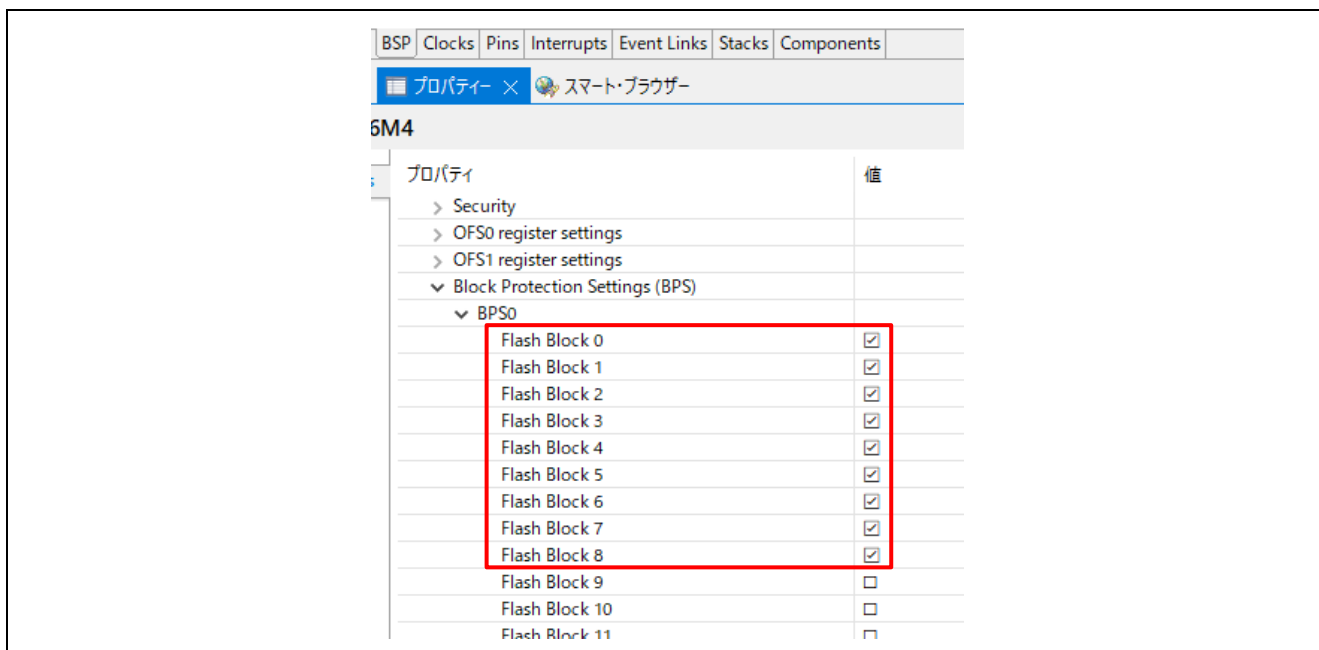 BSP Clocks Pins Interrupts Event Links Stacks Components
プロパティー スマート・ブラウザー
6M4
プロパティ 値
Security
OFS0 register settings
OFS1 register settings
Block Protection Settings (BPS)
BPS0
Flash Block 0
Flash Block 1
Flash Block 2
Flash Block 3
Flash Block 4
Flash Block 5
Flash Block 6
Flash Block 7
Flash Block 8
Flash Block 9
Flash Block 10
Flash Block 11